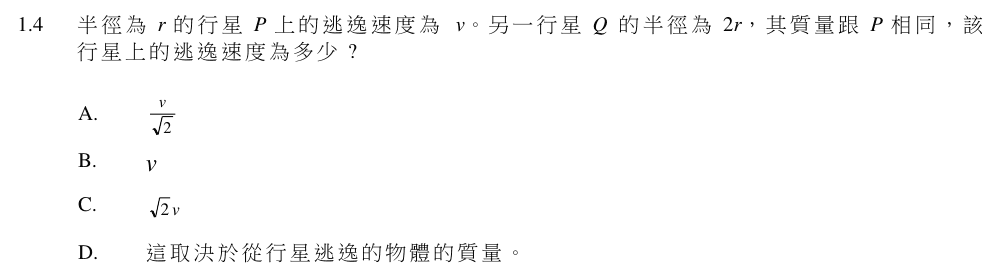 1.4 半徑為 r 的行星 P 上的逃逸速度為 v。另一行星 Q 的半徑為 2r，其質量跟 P 相同，該
行星上的逃逸速度為多少？
A. v/√2
B. v
C. √2 v
D. 這取決於從行星逃逸的物體的質量。